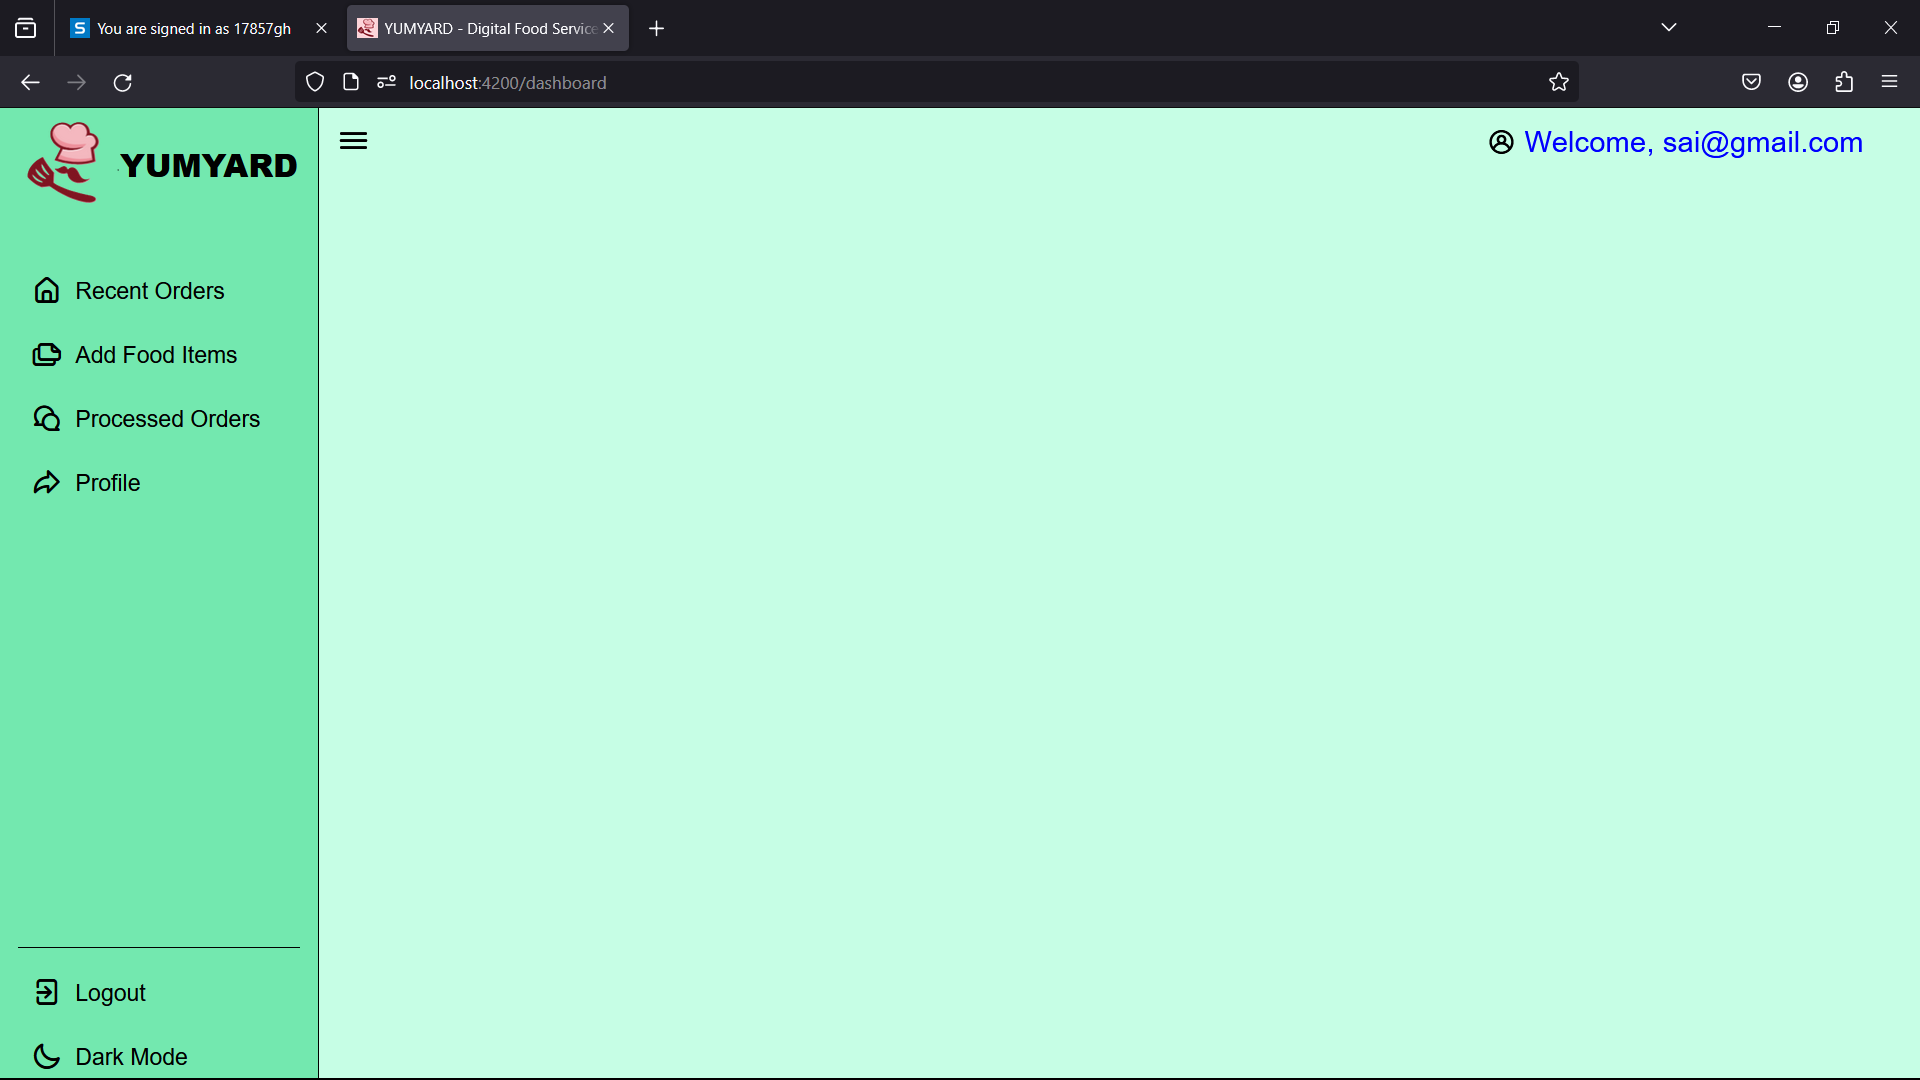 You are signed in as 17857gh
YUMYARD - Digital Food Service
localhost:4200/dashboard
YUMYARD
Welcome, sai@gmail.com
Recent Orders
Add Food Items
Processed Orders
Profile
Logout
Dark Mode